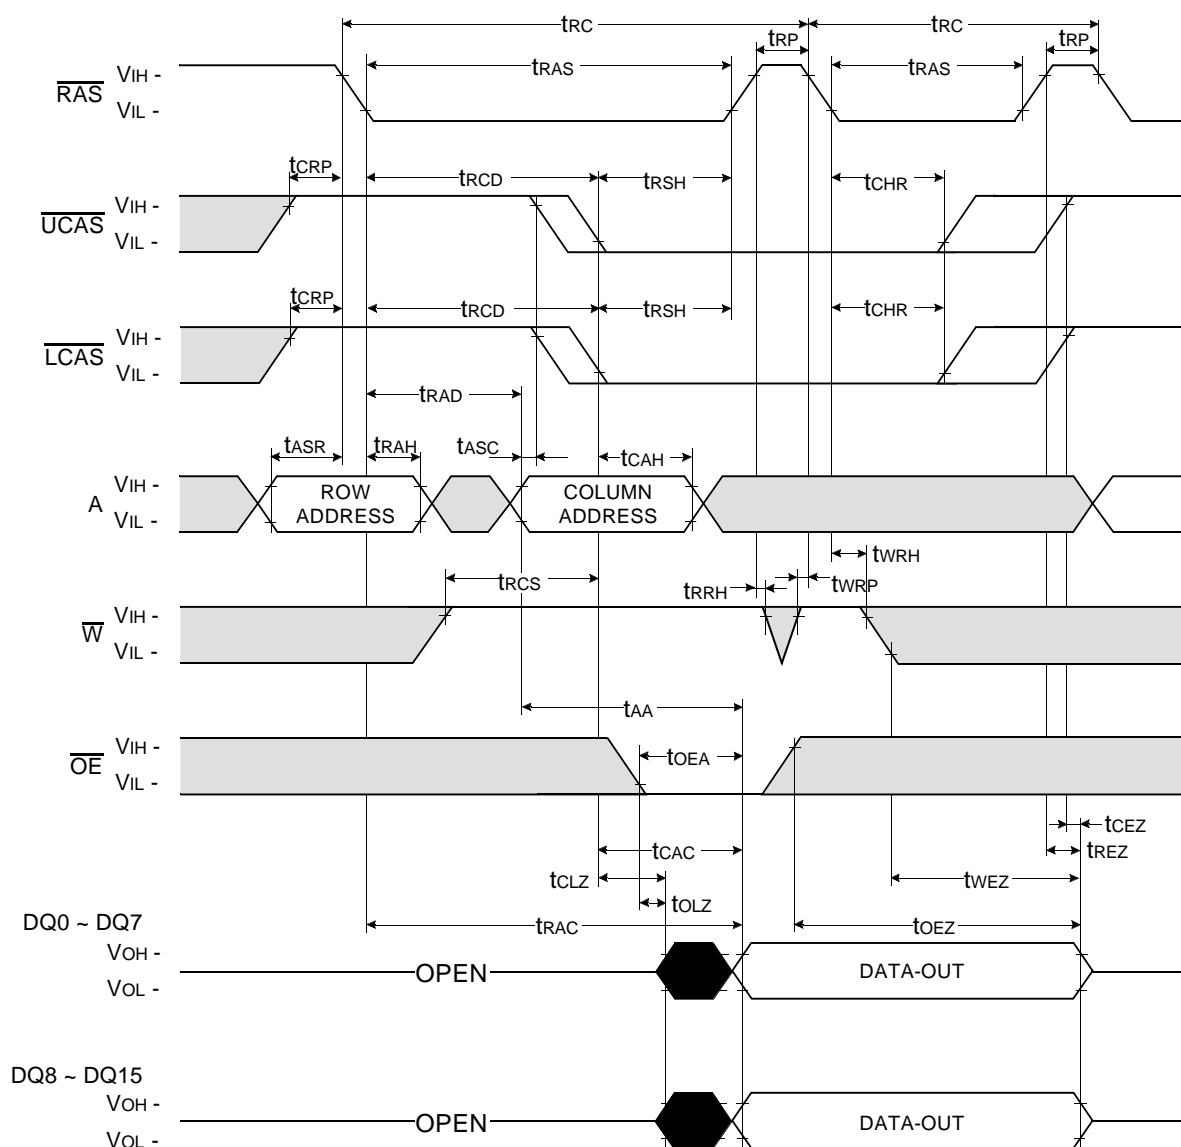 tRC tRC
tRP tRP
tRAS tRAS
RAS VIH -
VIL -
tCRP tRCD tRSH tCHR
UCAS VIH -
VIL -
tCRP tRCD tRSH tCHR
LCAS VIH -
VIL -
tRAD
tASR tRAH tASC tCAH
A VIH -
VIL -
ROW
ADDRESS
COLUMN
ADDRESS
tWRH
tRCS tRRH tWRP
W VIH -
VIL -
tAA
OE VIH -
VIL -
tOEA
tCEZ
tCAC tREZ
tCLZ tWEZ
tOLZ
DQ0 ~ DQ7 tRAC tOEZ
VOH -
VOL -
OPEN DATA-OUT
DQ8 ~ DQ15
VOH -
VOL -
OPEN DATA-OUT